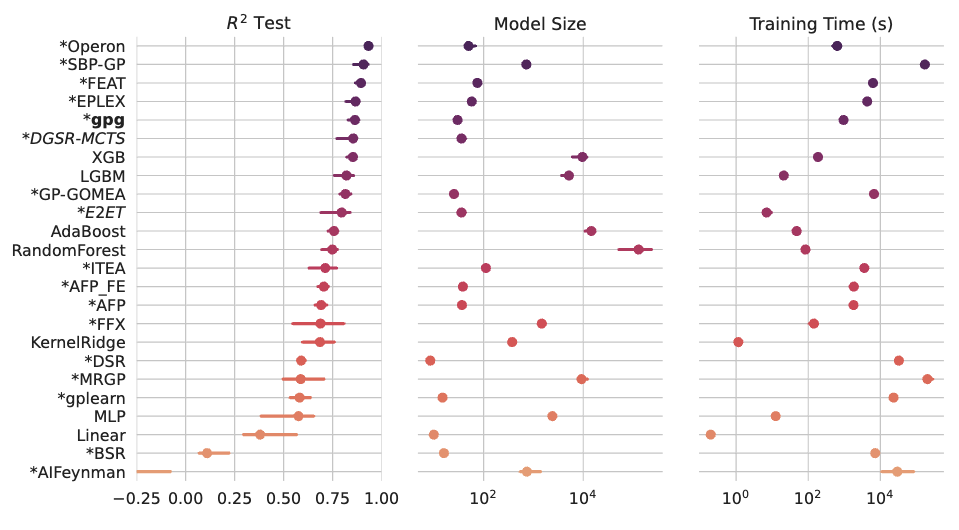 R² Test Model Size Training Time (s)
*Operon
*SBP-GP
*FEAT
*EPLEX
*gpg
*DGSR-MCTS
XGB
LGBM
*GP-GOMEA
*E2ET
AdaBoost
RandomForest
*ITEA
*AFP_FE
*AFP
*FFX
KernelRidge
*DSR
*MRGP
*gplearn
MLP
Linear
*BSR
*AIFeynman
−0.25 0.00 0.25 0.50 0.75 1.00 10² 10⁴ 10⁰ 10² 10⁴